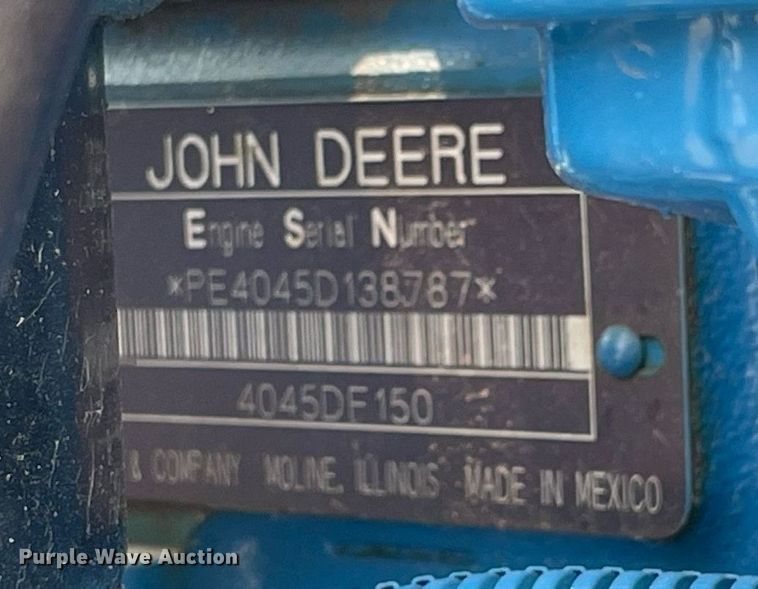 JOHN DEERE
Engine Serial Number
*PE4045D138787*
4045DF150
& COMPANY MOLINE, ILLINOIS MADE IN MEXICO
Purple Wave Auction